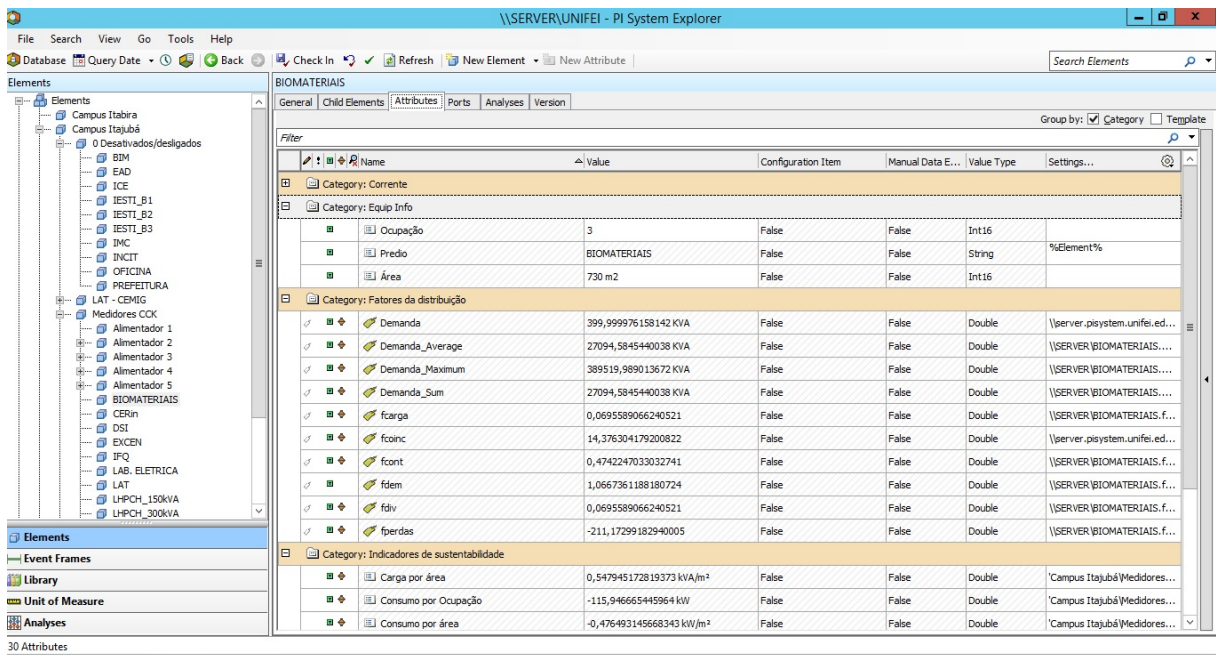 \\SERVER\UNIFEI - PI System Explorer
File Search View Go Tools Help
Database Query Date Back Check In Refresh New Element New Attribute Search Elements
Elements
Elements
Campus Itabira
Campus Itajubá
0 Desativados/desligados
BIM
EAD
ICE
IESTI_B1
IESTI_B2
IESTI_B3
IMC
INCIT
OFICINA
PREFEITURA
LAT - CEMIG
Medidores CCK
Alimentador 1
Alimentador 2
Alimentador 3
Alimentador 4
Alimentador 5
BIOMATERIAIS
CERin
DSI
EXCEN
IFQ
LAB. ELETRICA
LAT
LHPCH_150kVA
LHPCH_300kVA
Elements
Event Frames
Library
Unit of Measure
Analyses
BIOMATERIAIS
General Child Elements Attributes Ports Analyses Version
Group by: Category Template
Filter
Name Value Configuration Item Manual Data E... Value Type Settings...
Category: Corrente
Category: Equip Info
Ocupação 3 False False Int16
Predio BIOMATERIAIS False False String %Element%
Área 730 m2 False False Int16
Category: Fatores da distribuição
Demanda 399,999976158142 KVA False False Double \\server.pisystem.unifei.ed...
Demanda_Average 27094,5845440038 KVA False False Double \\SERVER\BIOMATERIAIS....
Demanda_Maximum 389519,989013672 KVA False False Double \\SERVER\BIOMATERIAIS....
Demanda_Sum 27094,5845440038 KVA False False Double \\SERVER\BIOMATERIAIS....
fcarga 0,0695589066240521 False False Double \\SERVER\BIOMATERIAIS.f...
fcoinc 14,376304179200822 False False Double \\server.pisystem.unifei.ed...
fcont 0,4742247033032741 False False Double \\SERVER\BIOMATERIAIS.f...
fdem 1,0667361188180724 False False Double \\SERVER\BIOMATERIAIS.f...
fdiv 0,0695589066240521 False False Double \\SERVER\BIOMATERIAIS.f...
fperdas -211,17299182940005 False False Double \\SERVER\BIOMATERIAIS.f...
Category: Indicadores de sustentabilidade
Carga por área 0,547945172819373 kVA/m² False False Double 'Campus Itajubá\Medidores...
Consumo por Ocupação -115,946665445964 kW False False Double 'Campus Itajubá\Medidores...
Consumo por área -0,476493145668343 kW/m² False False Double 'Campus Itajubá\Medidores...
30 Attributes